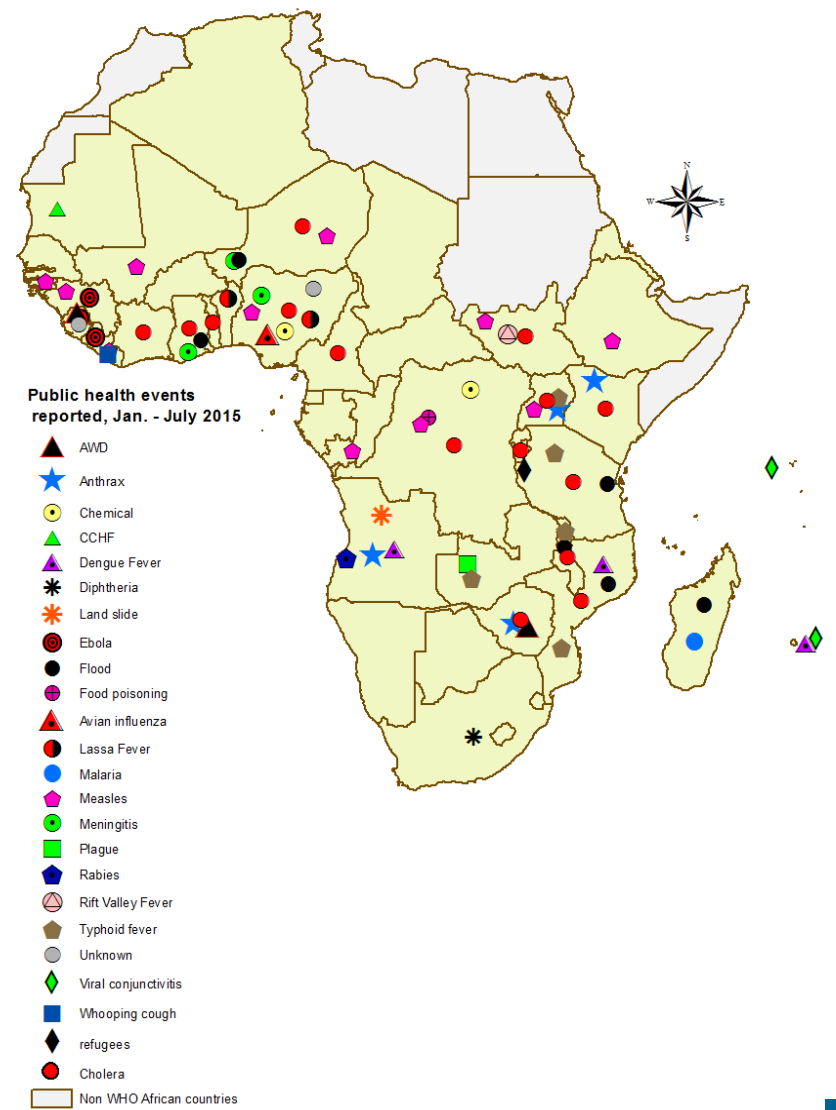 N
W
E
S
Public health events
reported, Jan. - July 2015
AWD
Anthrax
Chemical
CCHF
Dengue Fever
Diphtheria
Land slide
Ebola
Flood
Food poisoning
Avian influenza
Lassa Fever
Malaria
Measles
Meningitis
Plague
Rabies
Rift Valley Fever
Typhoid fever
Unknown
Viral conjunctivitis
Whooping cough
refugees
Cholera
Non WHO African countries